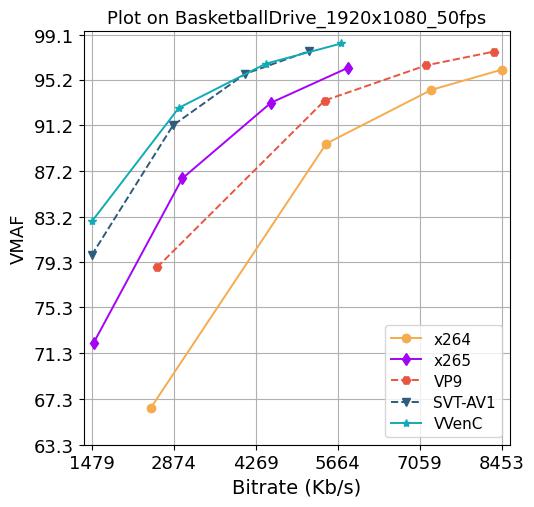 Plot on BasketballDrive_1920x1080_50fps
99.1
95.2
91.2
87.2
83.2
79.3
75.3
71.3
67.3
63.3
VMAF
x264
x265
VP9
SVT-AV1
VVenC
1479 2874 4269 5664 7059 8453
Bitrate (Kb/s)